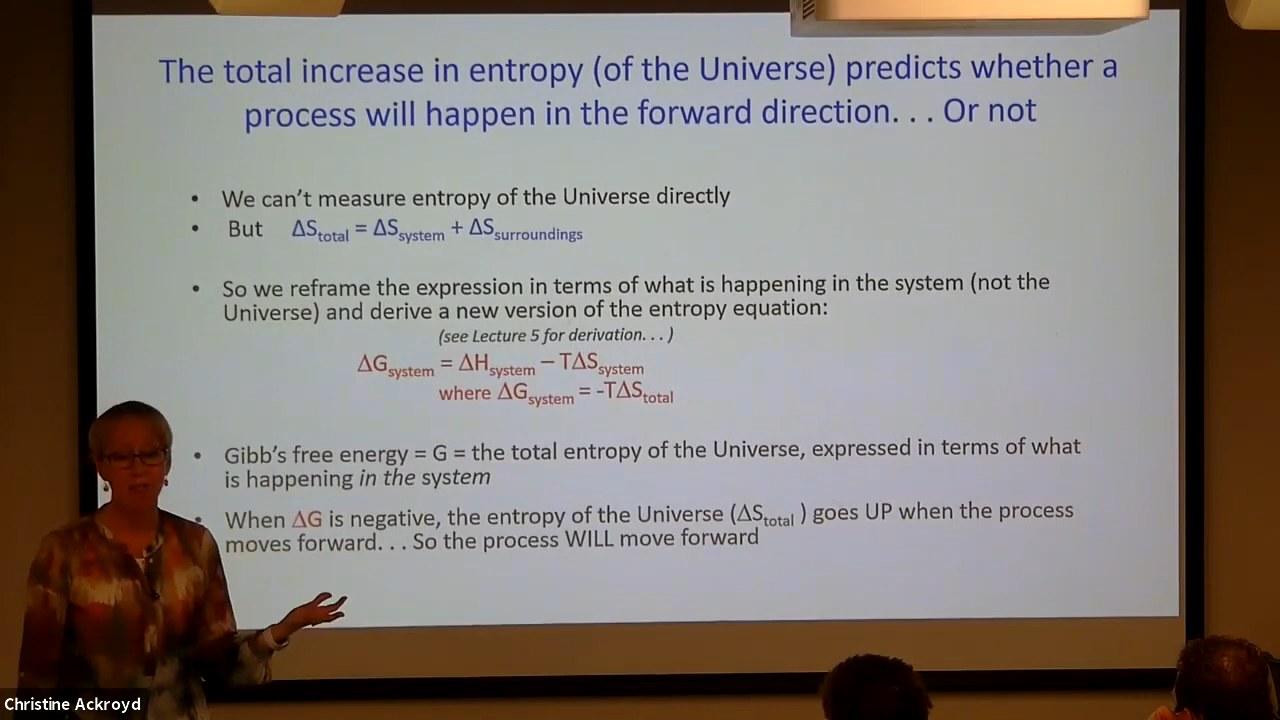 The total increase in entropy (of the Universe) predicts whether a
process will happen in the forward direction. . . Or not
• We can't measure entropy of the Universe directly
• But ΔStotal = ΔSsystem + ΔSsurroundings
• So we reframe the expression in terms of what is happening in the system (not the
Universe) and derive a new version of the entropy equation:
(see Lecture 5 for derivation. . . )
ΔGsystem = ΔHsystem – TΔSsystem
where ΔGsystem = -TΔStotal
• Gibb's free energy = G = the total entropy of the Universe, expressed in terms of what
is happening in the system
• When ΔG is negative, the entropy of the Universe (ΔStotal ) goes UP when the process
moves forward. . . So the process WILL move forward
Christine Ackroyd